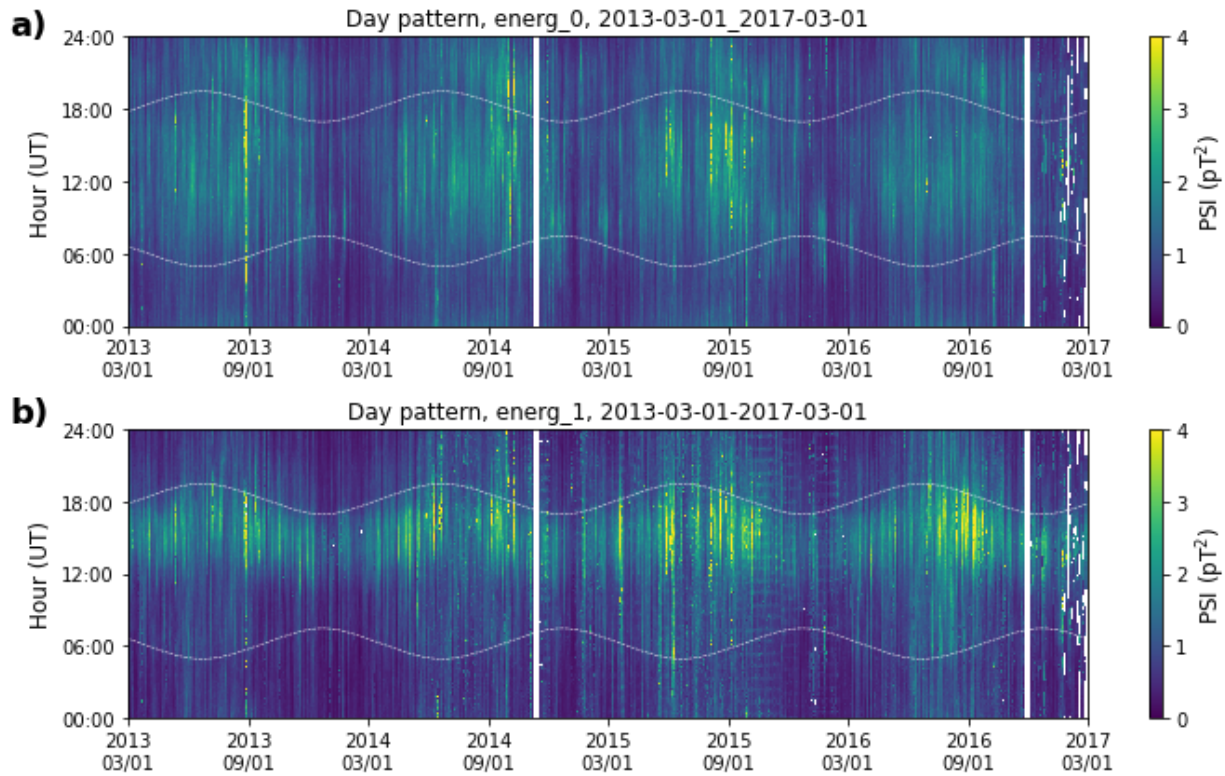 a)
Day pattern, energ_0, 2013-03-01_2017-03-01
24:00
18:00
12:00
06:00
00:00
Hour (UT)
2013 2013 2014 2014 2015 2015 2016 2016 2017
03/01 09/01 03/01 09/01 03/01 09/01 03/01 09/01 03/01
4
3
2
1
0
PSI (pT²)
b)
Day pattern, energ_1, 2013-03-01-2017-03-01
24:00
18:00
12:00
06:00
00:00
Hour (UT)
2013 2013 2014 2014 2015 2015 2016 2016 2017
03/01 09/01 03/01 09/01 03/01 09/01 03/01 09/01 03/01
4
3
2
1
0
PSI (pT²)